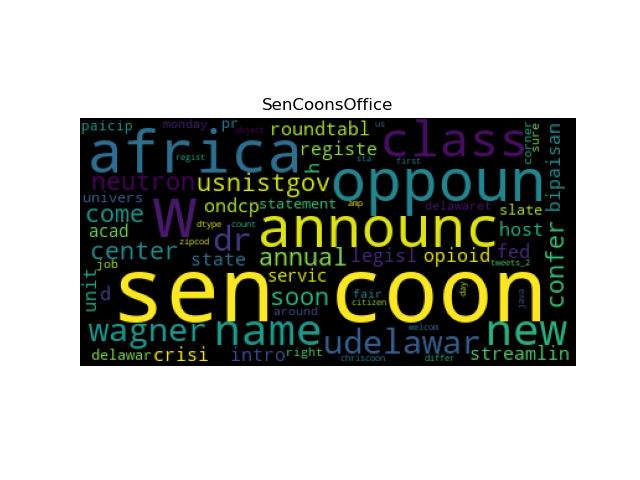 SenCoonsOffice
paicip monday pr object us
africa roundtabl class corner sure
regist registe h sta first
neutron usnistgov oppoun bipaisan
univers W ondcp statement amp delawaret slate
come dtype count announc host
acad dr
center zipcod annual legisl opioid fed confer
job state servic tweets_2
unit d sen coon soon fair citizen day java
around
wagner name udelawar welcom new
delawar crisi intro right chriscoon differ streamlin